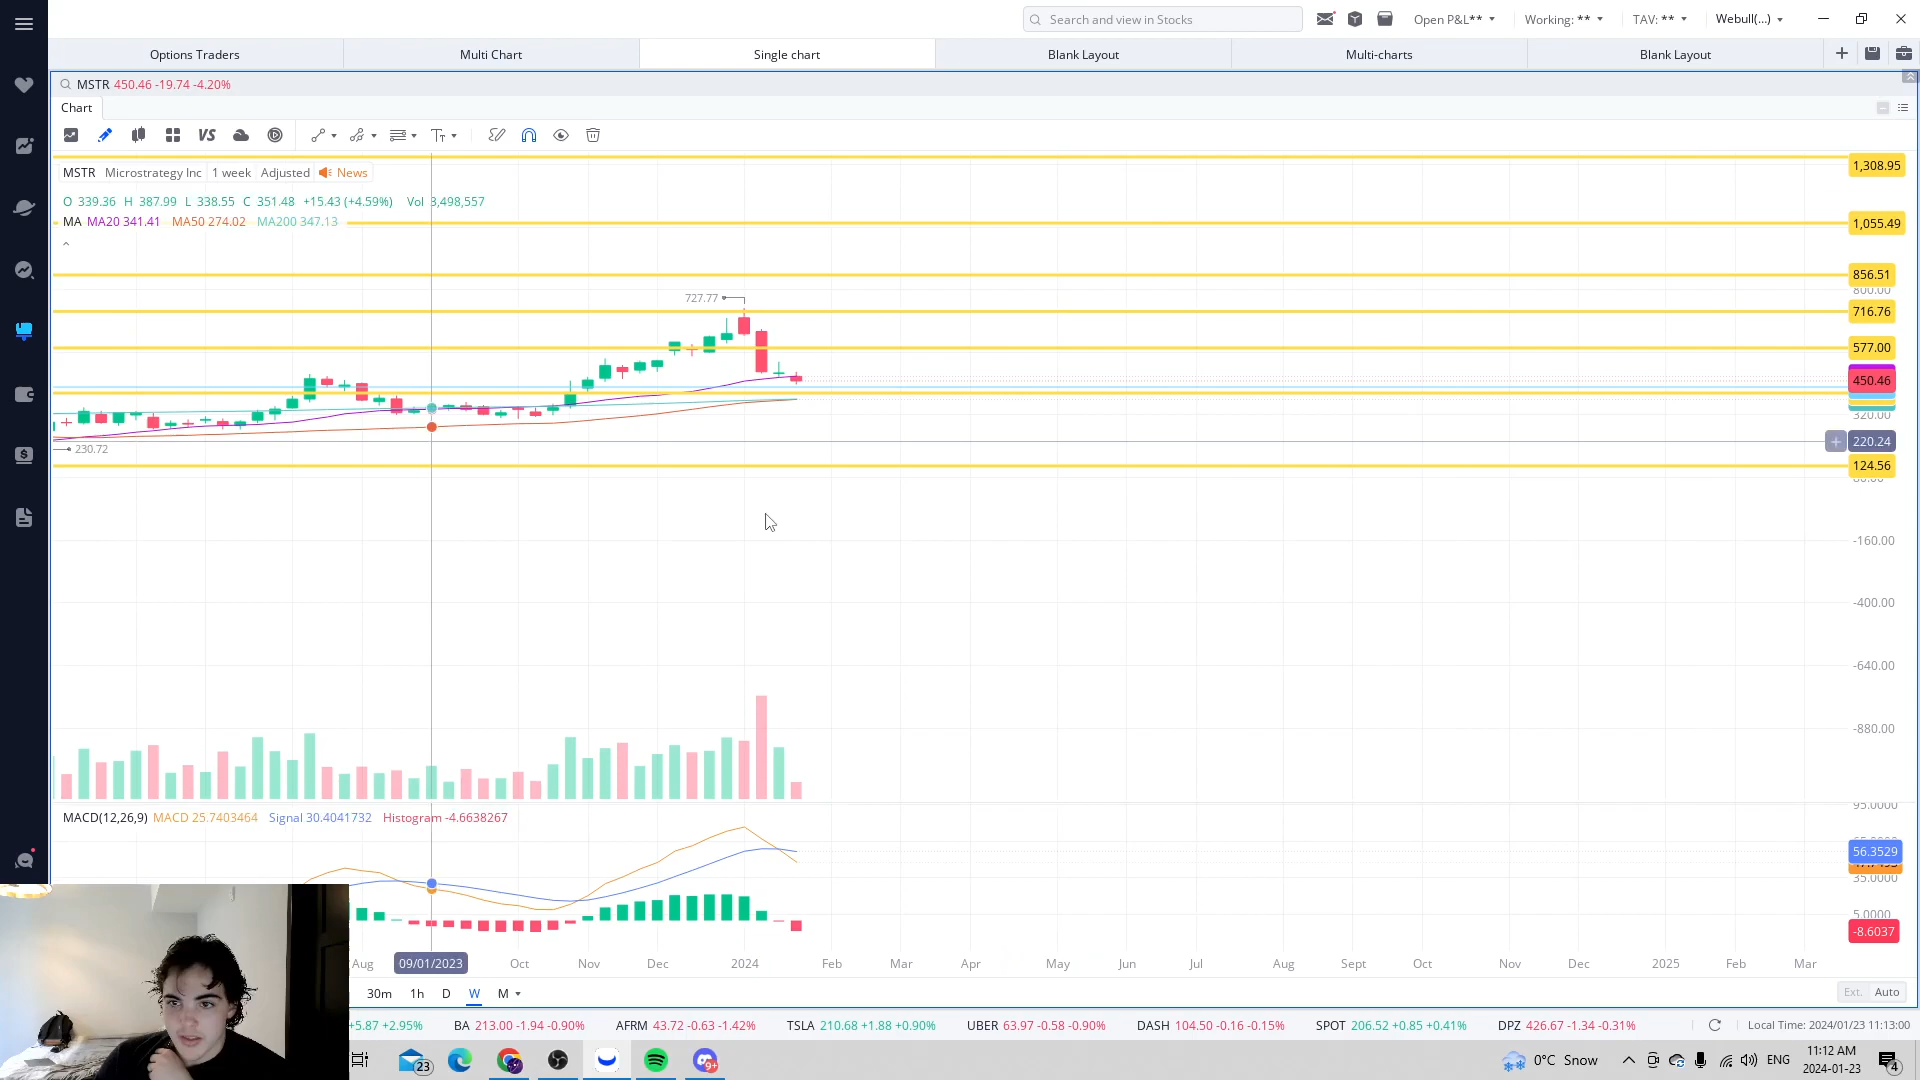 Search and view in Stocks
Open P&L**
Working: **
TAV: **
Webull(...)
Options Traders
Multi Chart
Single chart
Blank Layout
Multi-charts
Blank Layout
MSTR 450.46 -19.74 -4.20%
Chart
VS
MSTR Microstrategy Inc 1 week Adjusted News
O 339.36 H 387.99 L 338.55 C 351.48 +15.43 (+4.59%) Vol 3,498,557
MA MA20 341.41 MA50 274.02 MA200 347.13
1,308.95
1,055.49
856.51
800.00
727.77
716.76
577.00
450.46
320.00
220.24
230.72
124.56
-160.00
-400.00
-640.00
-880.00
95.0000
MACD(12,26,9) MACD 25.7403464 Signal 30.4041732 Histogram -4.6638267
56.3529
35.0000
5.0000
-8.6037
Aug 09/01/2023 Oct Nov Dec 2024 Feb Mar Apr May Jun Jul Aug Sept Oct Nov Dec 2025 Feb Mar
30m 1h D W M
Ext. Auto
+5.87 +2.95% BA 213.00 -1.94 -0.90% AFRM 43.72 -0.63 -1.42% TSLA 210.68 +1.88 +0.90% UBER 63.97 -0.58 -0.90% DASH 104.50 -0.16 -0.15% SPOT 206.52 +0.85 +0.41% DPZ 426.67 -1.34 -0.31% Local Time: 2024/01/23 11:13:00
23
9+
0°C Snow
ENG
11:12 AM
2024-01-23
4